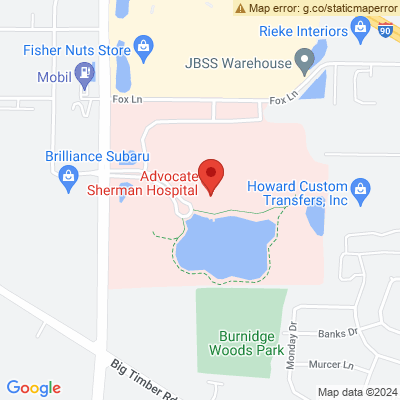 Map error: g.co/staticmaperror
Rieke Interiors
90
Fisher Nuts Store
JBSS Warehouse
Mobil
Fox Ln
Fox Ln
Brilliance Subaru
Advocate
Sherman Hospital
Howard Custom
Transfers, Inc
Burnidge
Woods Park
Monday Dr
Banks Dr
Murcer Ln
Big Timber Rd
Google
Map data ©2024